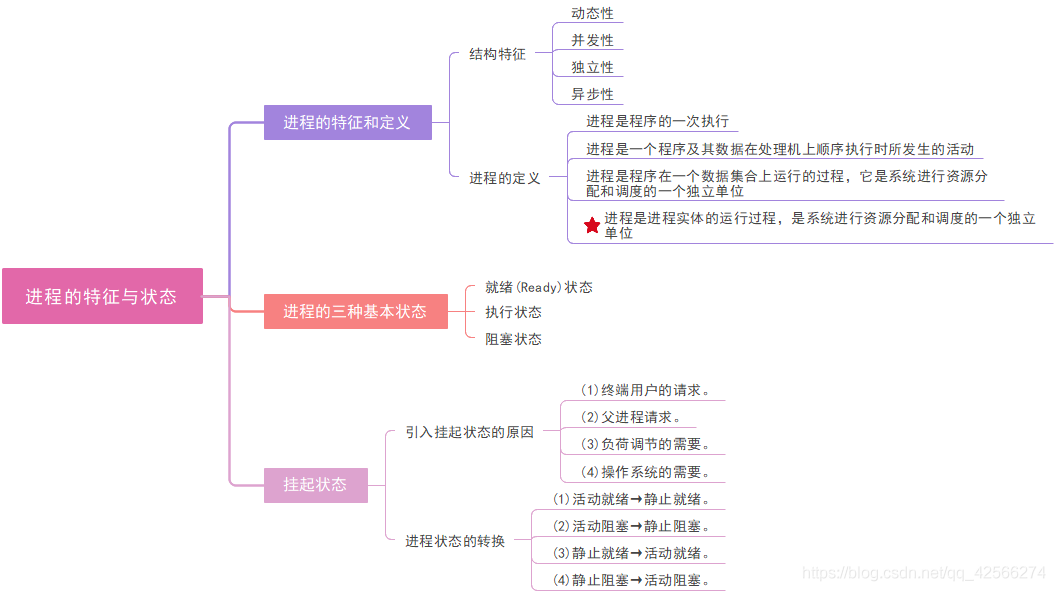 进程的特征与状态
进程的特征和定义
结构特征
动态性
并发性
独立性
异步性
进程的定义
进程是程序的一次执行
进程是一个程序及其数据在处理机上顺序执行时所发生的活动
进程是程序在一个数据集合上运行的过程，它是系统进行资源分
配和调度的一个独立单位
进程是进程实体的运行过程，是系统进行资源分配和调度的一个独立
单位
进程的三种基本状态
就绪(Ready)状态
执行状态
阻塞状态
挂起状态
引入挂起状态的原因
(1)终端用户的请求。
(2)父进程请求。
(3)负荷调节的需要。
(4)操作系统的需要。
进程状态的转换
(1)活动就绪→静止就绪。
(2)活动阻塞→静止阻塞。
(3)静止就绪→活动就绪。
(4)静止阻塞→活动阻塞。
https://blog.csdn.net/qq_42566274